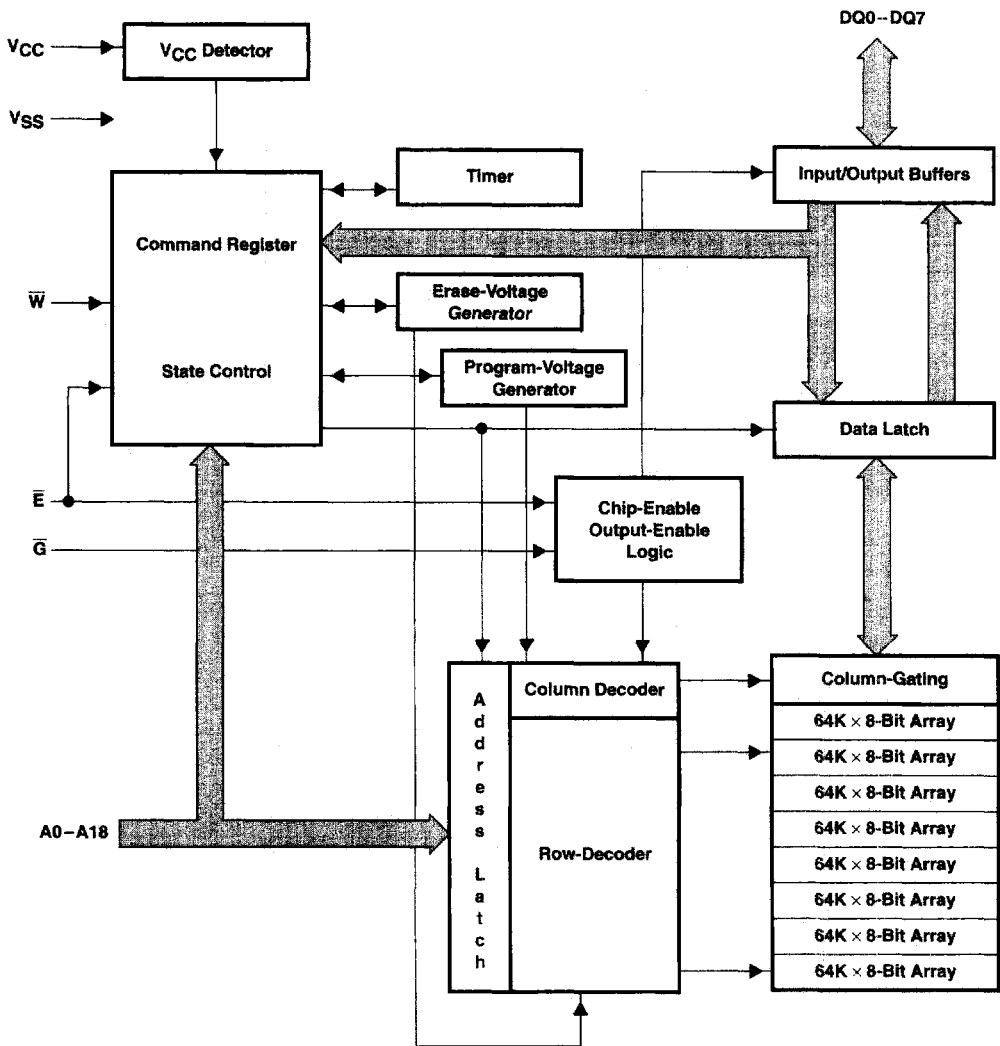 DQ0--DQ7
VCC
VCC Detector
VSS
Input/Output Buffers
Timer
Command Register
W̅
Erase-Voltage
Generator
State Control
Program-Voltage
Generator
Data Latch
E̅
Chip-Enable
Output-Enable
Logic
G̅
Column Decoder
Column-Gating
Address Latch
64K × 8-Bit Array
64K × 8-Bit Array
64K × 8-Bit Array
A0–A18
64K × 8-Bit Array
Row-Decoder
64K × 8-Bit Array
64K × 8-Bit Array
64K × 8-Bit Array
64K × 8-Bit Array